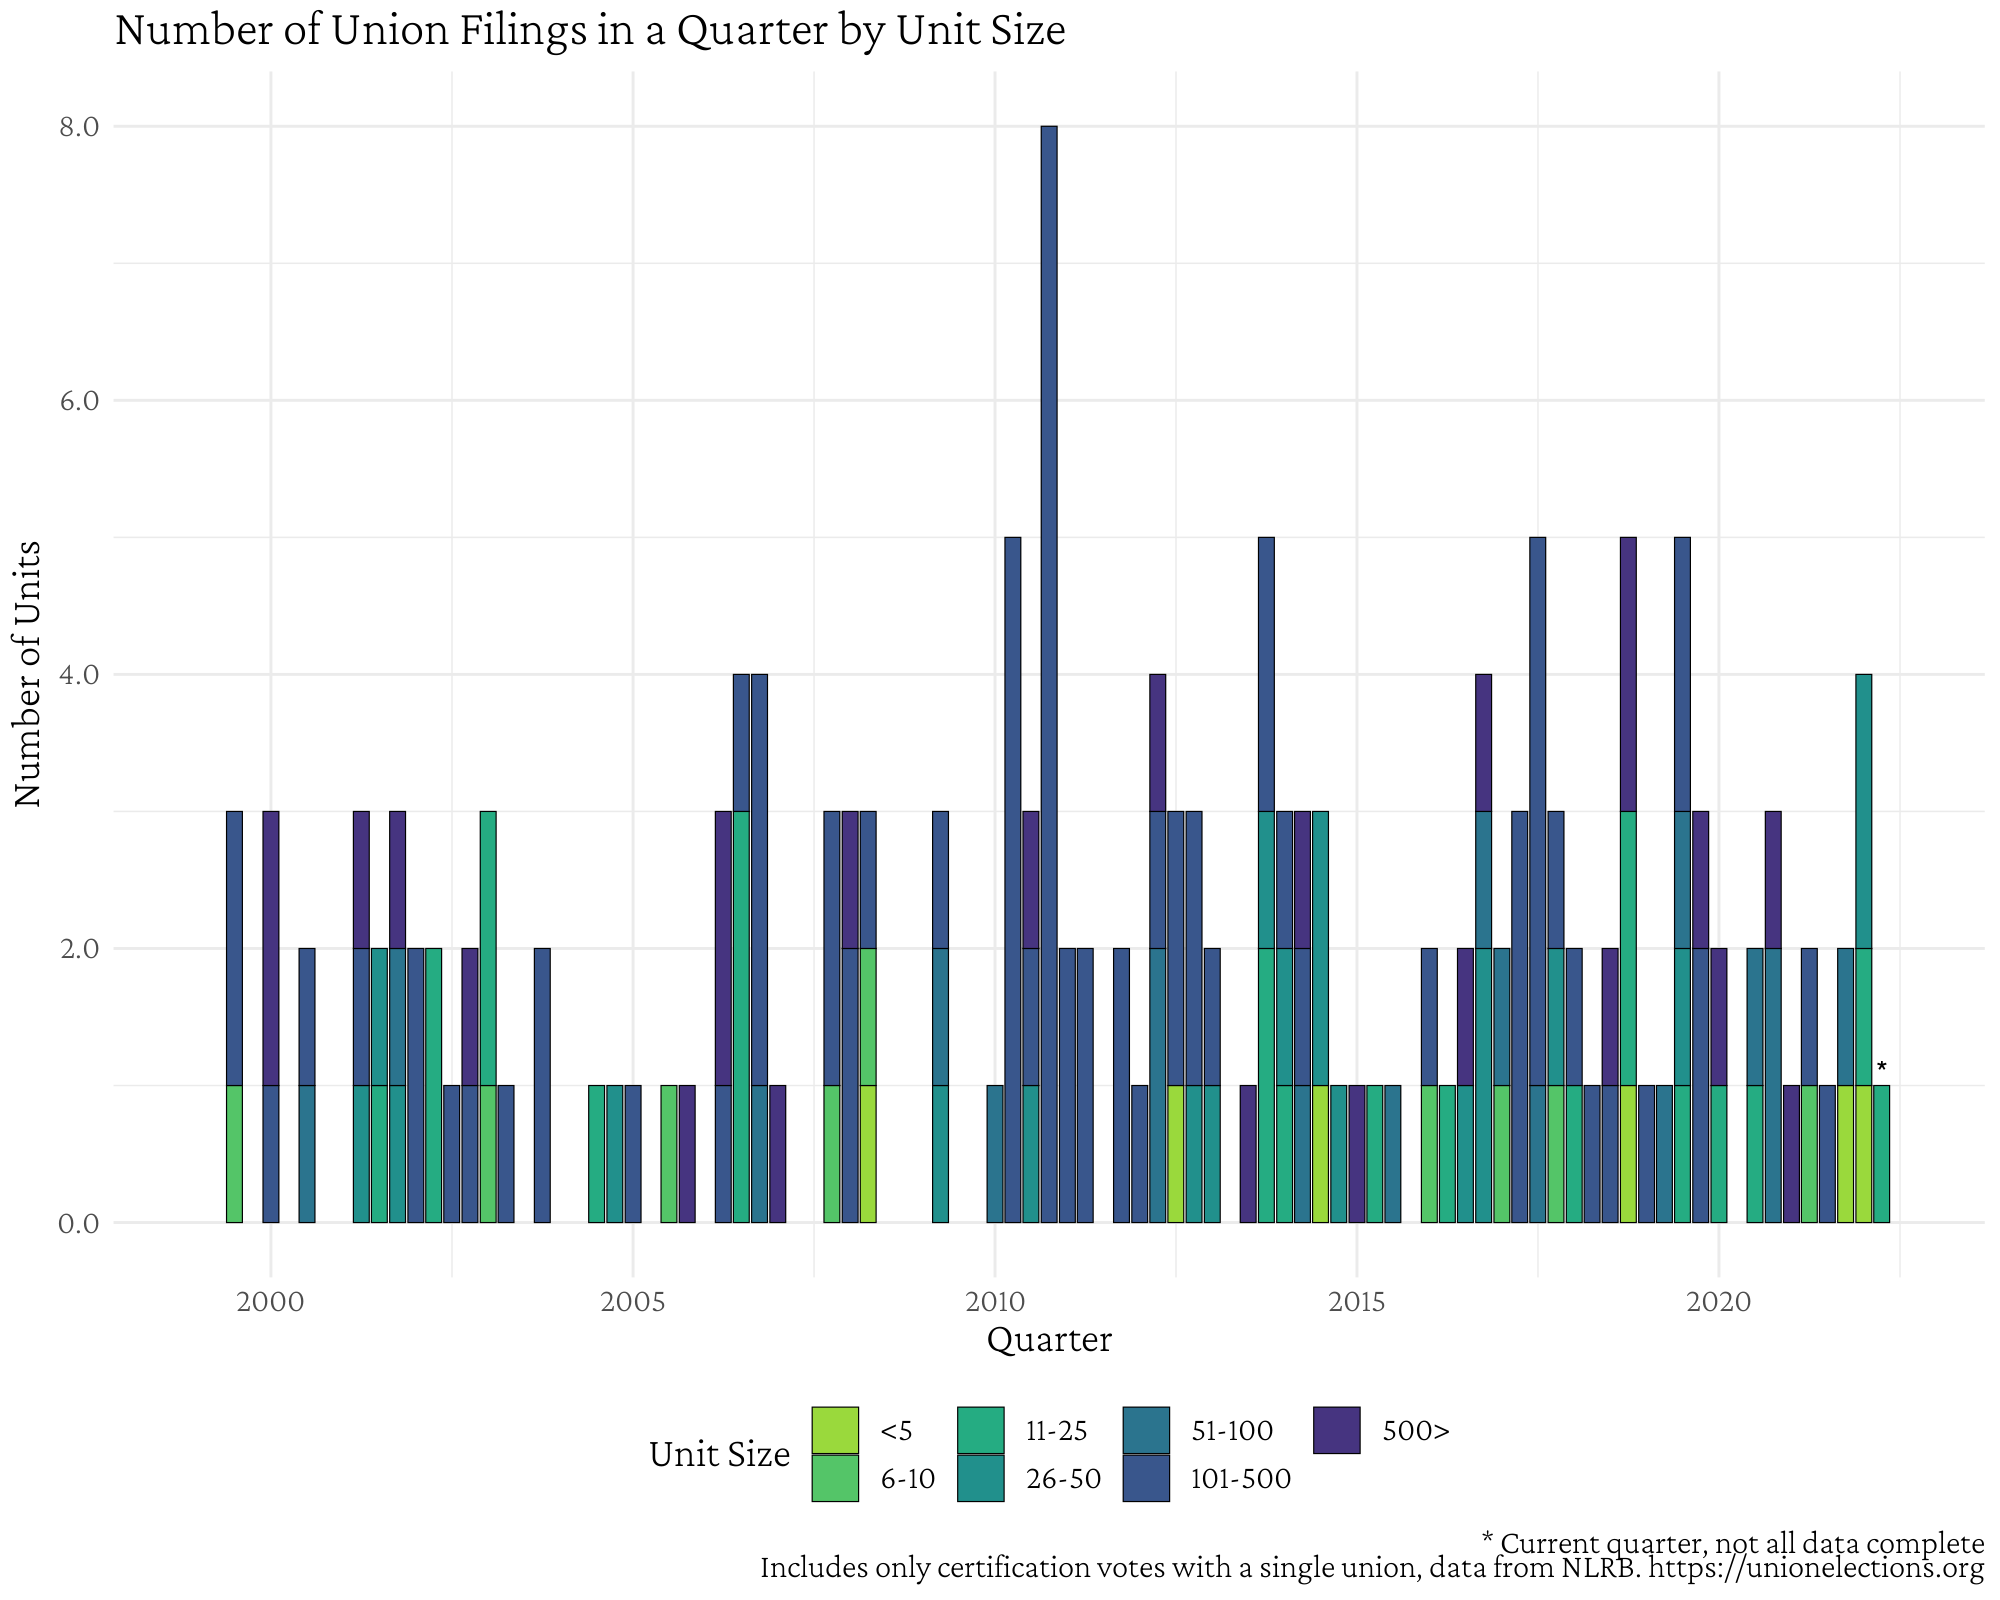 Number of Union Filings in a Quarter by Unit Size
Number of Units
8.0
6.0
4.0
2.0
0.0
*
2000 2005 2010 2015 2020
Quarter
Unit Size
<5 11-25 51-100 500>
6-10 26-50 101-500
* Current quarter, not all data complete
Includes only certification votes with a single union, data from NLRB. https://unionelections.org